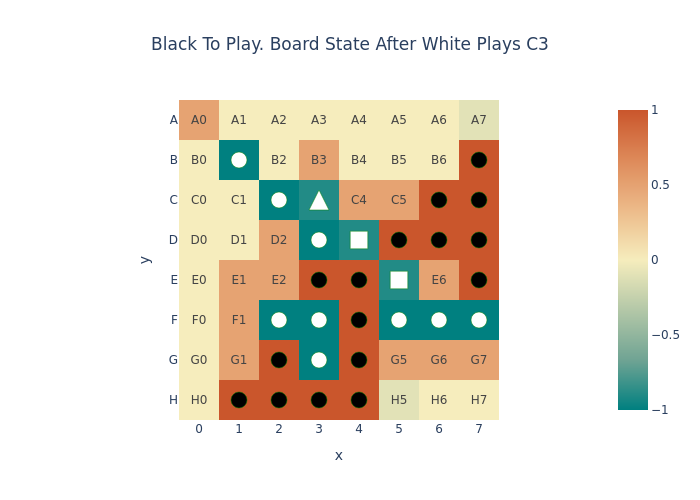 Black To Play. Board State After White Plays C3
A A0 A1 A2 A3 A4 A5 A6 A7
B B0 B2 B3 B4 B5 B6
C C0 C1 C4 C5
D D0 D1 D2
E E0 E1 E2 E6
F F0 F1
G G0 G1 G5 G6 G7
H H0 H5 H6 H7
0 1 2 3 4 5 6 7
x
y
1
0.5
0
−0.5
−1